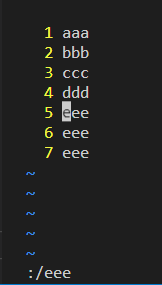 1 aaa
2 bbb
3 ccc
4 ddd
5 eee
6 eee
7 eee
~
~
~
~
~
:/eee